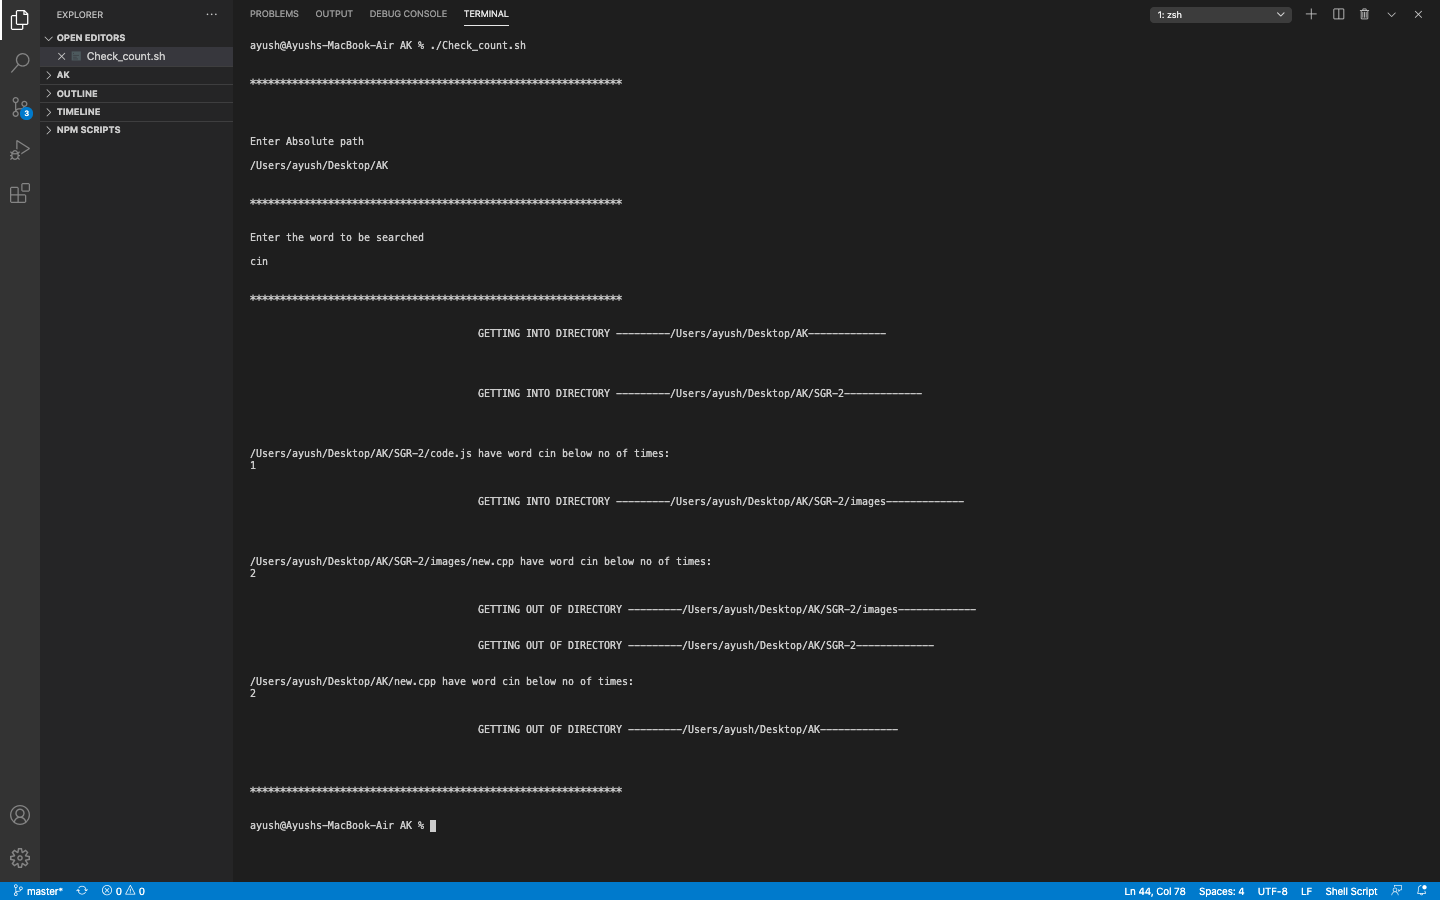 EXPLORER
OPEN EDITORS
Check_count.sh
AK
OUTLINE
TIMELINE
NPM SCRIPTS
3
PROBLEMS OUTPUT DEBUG CONSOLE TERMINAL
1: zsh
ayush@Ayushs-MacBook-Air AK % ./Check_count.sh
**************************************************************
Enter Absolute path
/Users/ayush/Desktop/AK
**************************************************************
Enter the word to be searched
cin
**************************************************************
GETTING INTO DIRECTORY ---------/Users/ayush/Desktop/AK-------------
GETTING INTO DIRECTORY ---------/Users/ayush/Desktop/AK/SGR-2-------------
/Users/ayush/Desktop/AK/SGR-2/code.js have word cin below no of times:
1
GETTING INTO DIRECTORY ---------/Users/ayush/Desktop/AK/SGR-2/images-------------
/Users/ayush/Desktop/AK/SGR-2/images/new.cpp have word cin below no of times:
2
GETTING OUT OF DIRECTORY ---------/Users/ayush/Desktop/AK/SGR-2/images-------------
GETTING OUT OF DIRECTORY ---------/Users/ayush/Desktop/AK/SGR-2-------------
/Users/ayush/Desktop/AK/new.cpp have word cin below no of times:
2
GETTING OUT OF DIRECTORY ---------/Users/ayush/Desktop/AK-------------
**************************************************************
ayush@Ayushs-MacBook-Air AK %
master* 0 0 Ln 44, Col 78 Spaces: 4 UTF-8 LF Shell Script